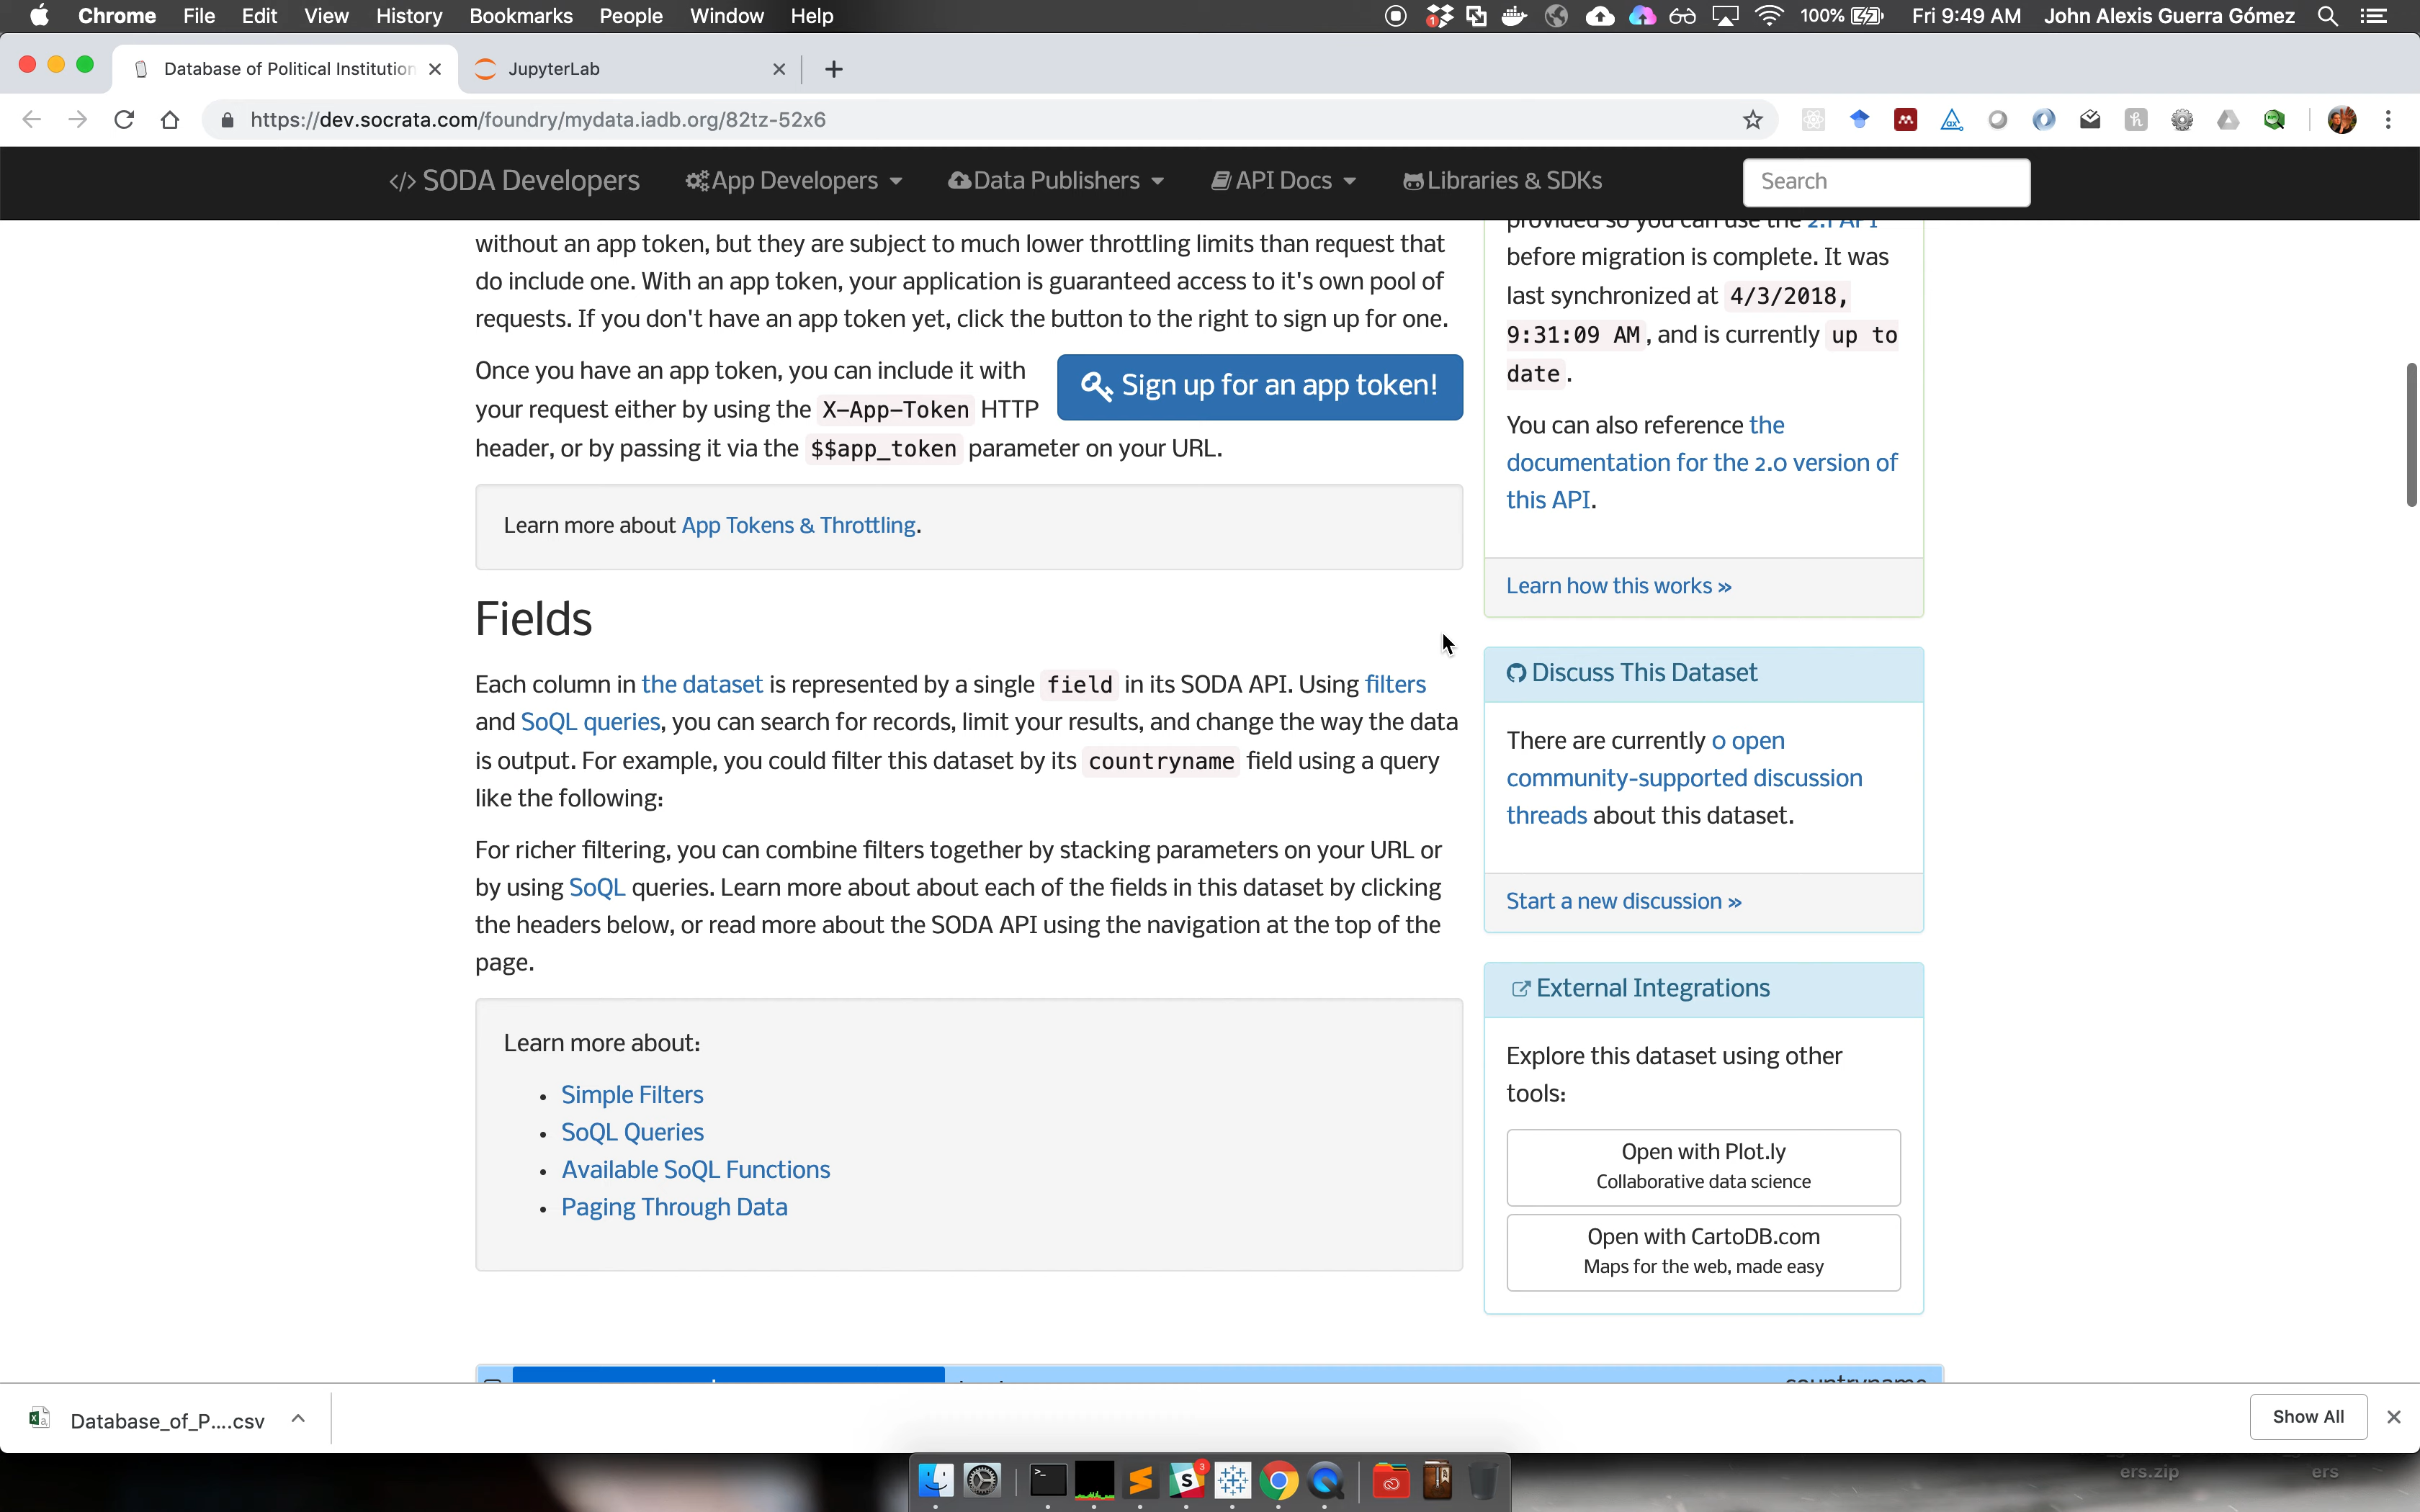 Chrome File Edit View History Bookmarks People Window Help
1
100%
Fri 9:49 AM John Alexis Guerra Gómez
Database of Political Institution
JupyterLab
https://dev.socrata.com/foundry/mydata.iadb.org/82tz-52x6
</> SODA Developers App Developers Data Publishers API Docs Libraries & SDKs Search
without an app token, but they are subject to much lower throttling limits than request that
do include one. With an app token, your application is guaranteed access to it's own pool of
requests. If you don't have an app token yet, click the button to the right to sign up for one.
Once you have an app token, you can include it with
your request either by using the X-App-Token HTTP
header, or by passing it via the $$app_token parameter on your URL.
Sign up for an app token!
Learn more about App Tokens & Throttling.
Fields
Each column in the dataset is represented by a single field in its SODA API. Using filters
and SoQL queries, you can search for records, limit your results, and change the way the data
is output. For example, you could filter this dataset by its countryname field using a query
like the following:
For richer filtering, you can combine filters together by stacking parameters on your URL or
by using SoQL queries. Learn more about about each of the fields in this dataset by clicking
the headers below, or read more about the SODA API using the navigation at the top of the
page.
Learn more about:
• Simple Filters
• SoQL Queries
• Available SoQL Functions
• Paging Through Data
provided so you can use the 2.1 API
before migration is complete. It was
last synchronized at 4/3/2018,
9:31:09 AM, and is currently up to
date.
You can also reference the
documentation for the 2.0 version of
this API.
Learn how this works »
Discuss This Dataset
There are currently 0 open
community-supported discussion
threads about this dataset.
Start a new discussion »
External Integrations
Explore this dataset using other
tools:
Open with Plot.ly
Collaborative data science
Open with CartoDB.com
Maps for the web, made easy
countryname
Database_of_P....csv
Show All
3
ers.zip
ers